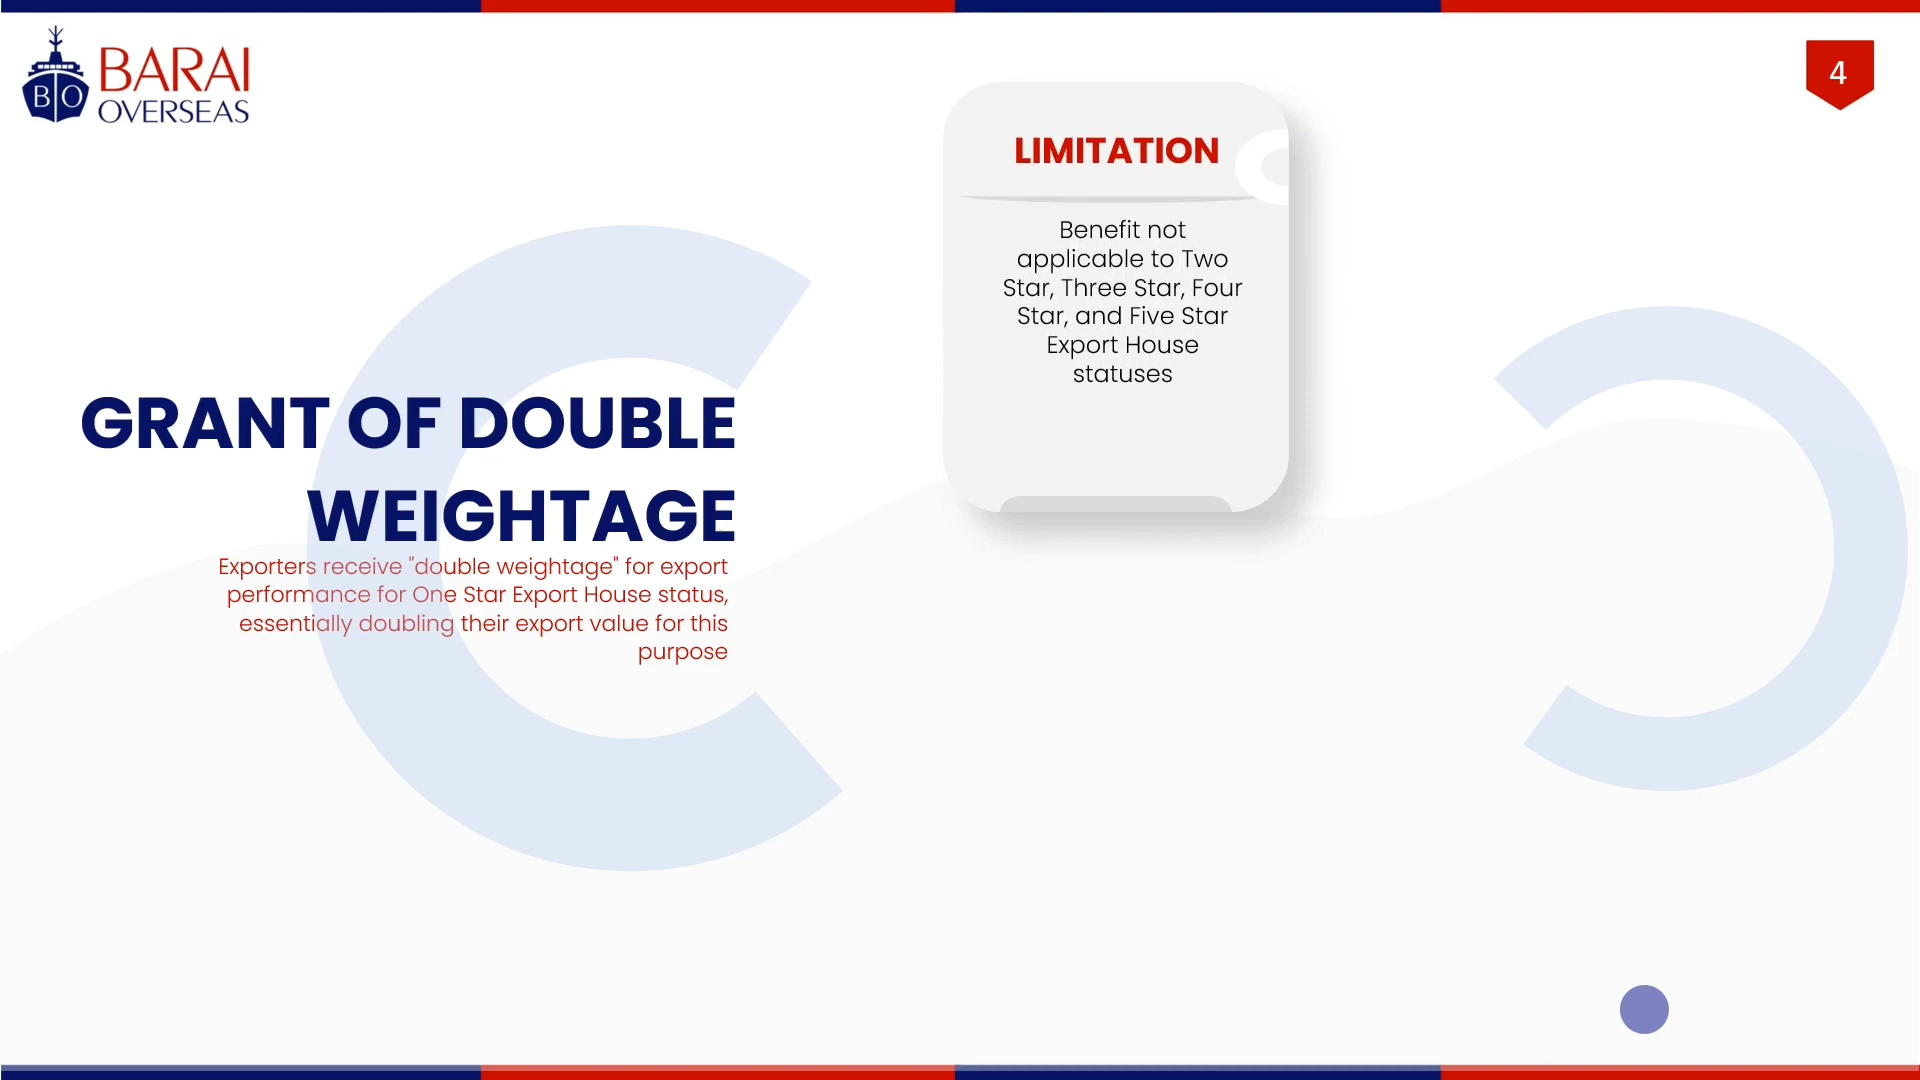 BO
BARAI
OVERSEAS
4
LIMITATION
Benefit not
applicable to Two
Star, Three Star, Four
Star, and Five Star
Export House
statuses
GRANT OF DOUBLE
WEIGHTAGE
Exporters receive "double weightage" for export
performance for One Star Export House status,
essentially doubling their export value for this
purpose